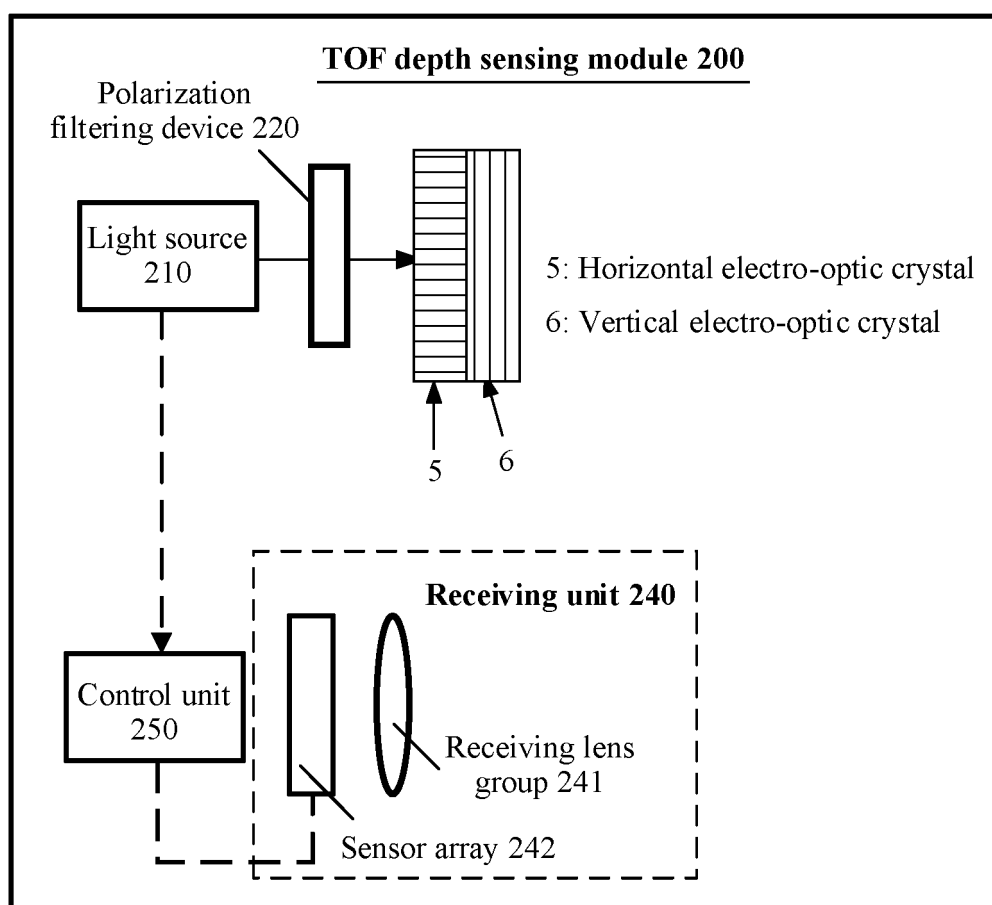 TOF depth sensing module 200
Polarization
filtering device 220
Light source
210
5: Horizontal electro-optic crystal
6: Vertical electro-optic crystal
5
6
Receiving unit 240
Control unit
250
Receiving lens
group 241
Sensor array 242